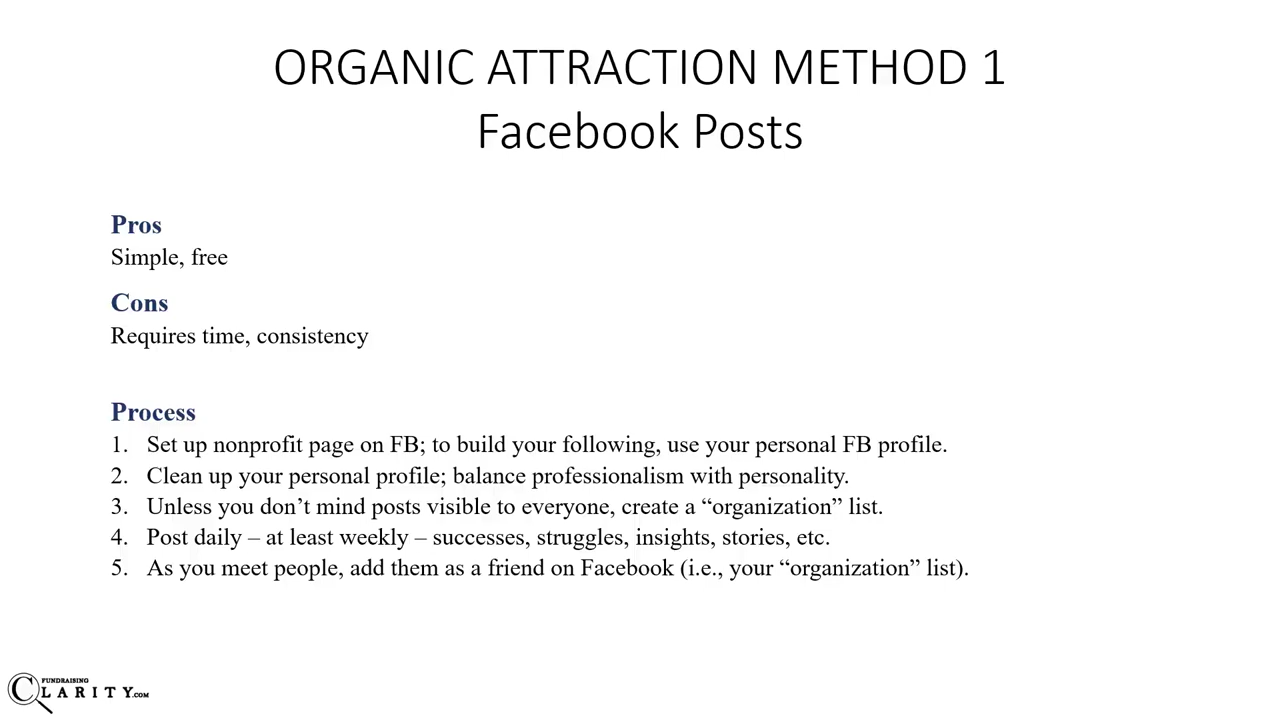 ORGANIC ATTRACTION METHOD 1
Facebook Posts
Pros
Simple, free
Cons
Requires time, consistency
Process
1. Set up nonprofit page on FB; to build your following, use your personal FB profile.
2. Clean up your personal profile; balance professionalism with personality.
3. Unless you don’t mind posts visible to everyone, create a “organization” list.
4. Post daily – at least weekly – successes, struggles, insights, stories, etc.
5. As you meet people, add them as a friend on Facebook (i.e., your “organization” list).
FUNDRAISING
CLARITY.COM